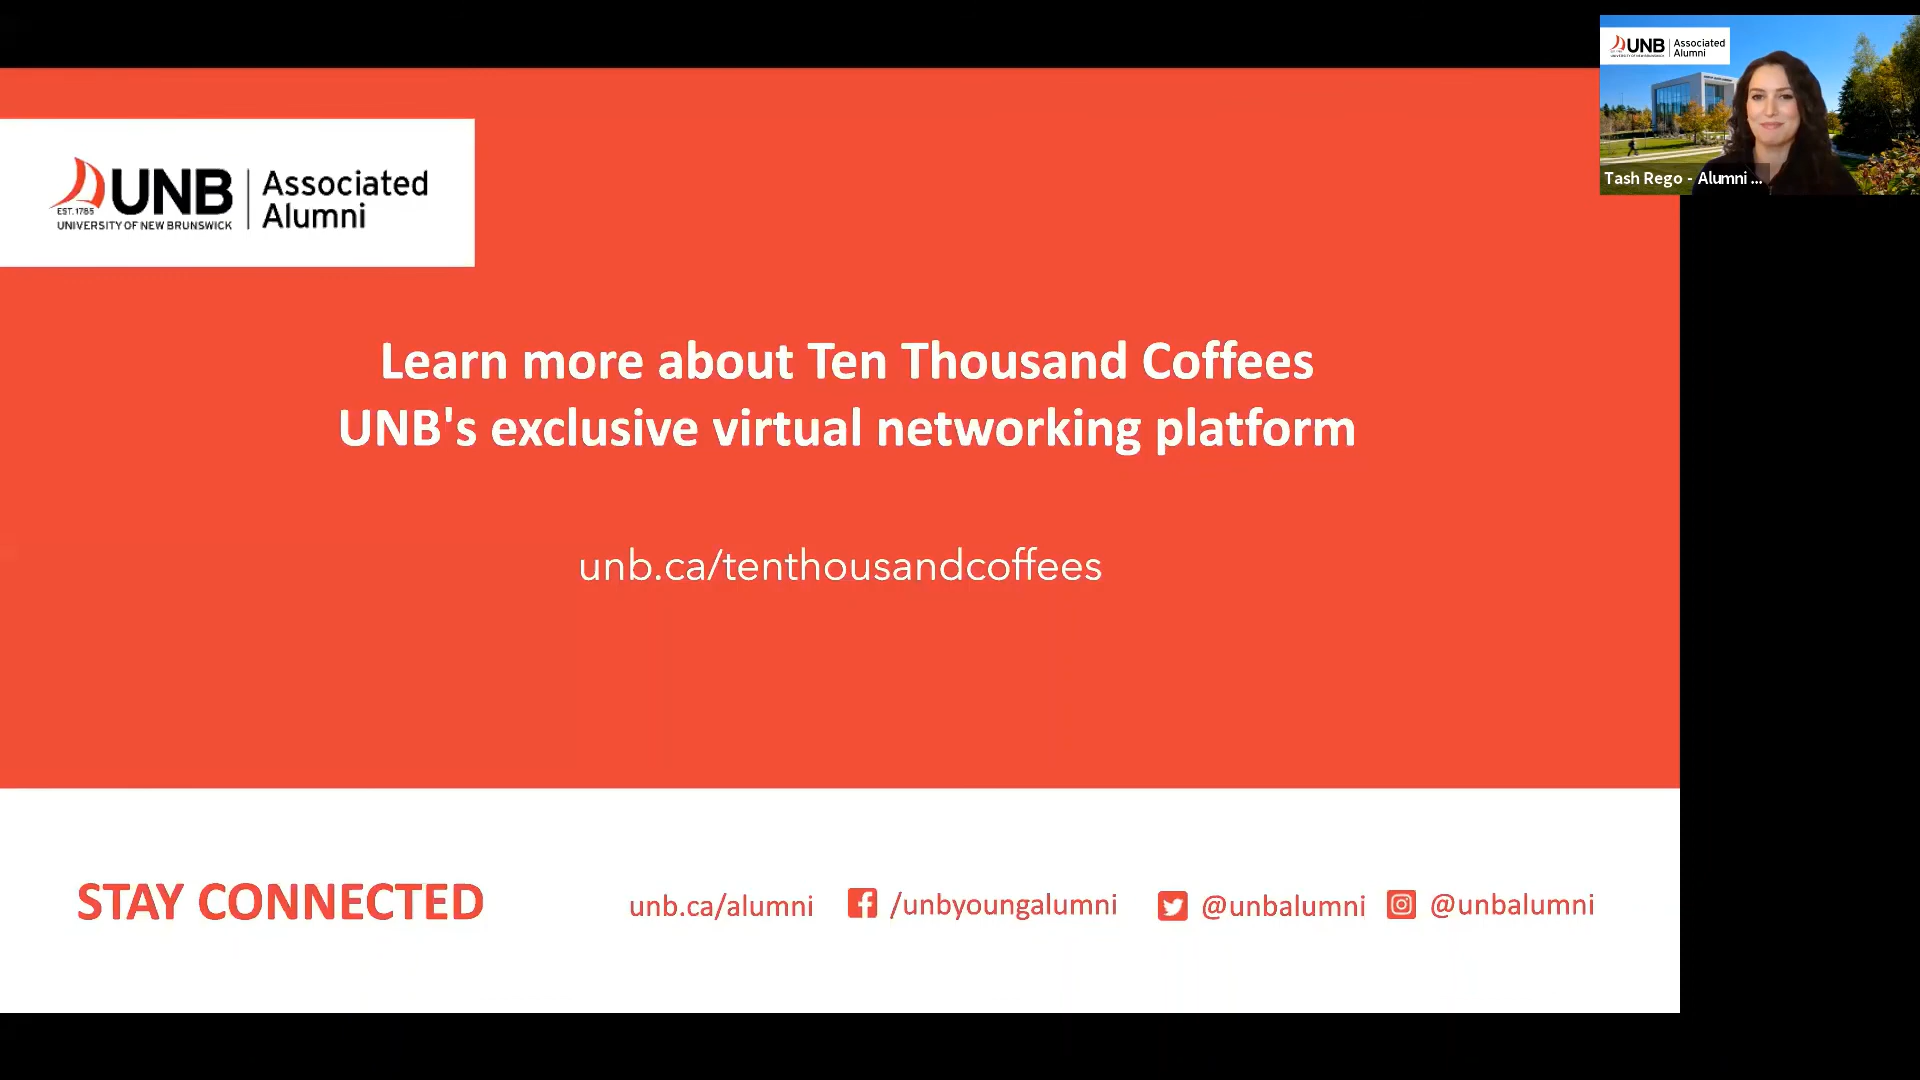 UNB
EST. 1785
UNIVERSITY OF NEW BRUNSWICK
Associated
Alumni
Learn more about Ten Thousand Coffees
UNB's exclusive virtual networking platform
unb.ca/tenthousandcoffees
STAY CONNECTED
unb.ca/alumni
/unbyoungalumni
@unbalumni
@unbalumni
UNB
Associated
Alumni
Tash Rego - Alumni ...